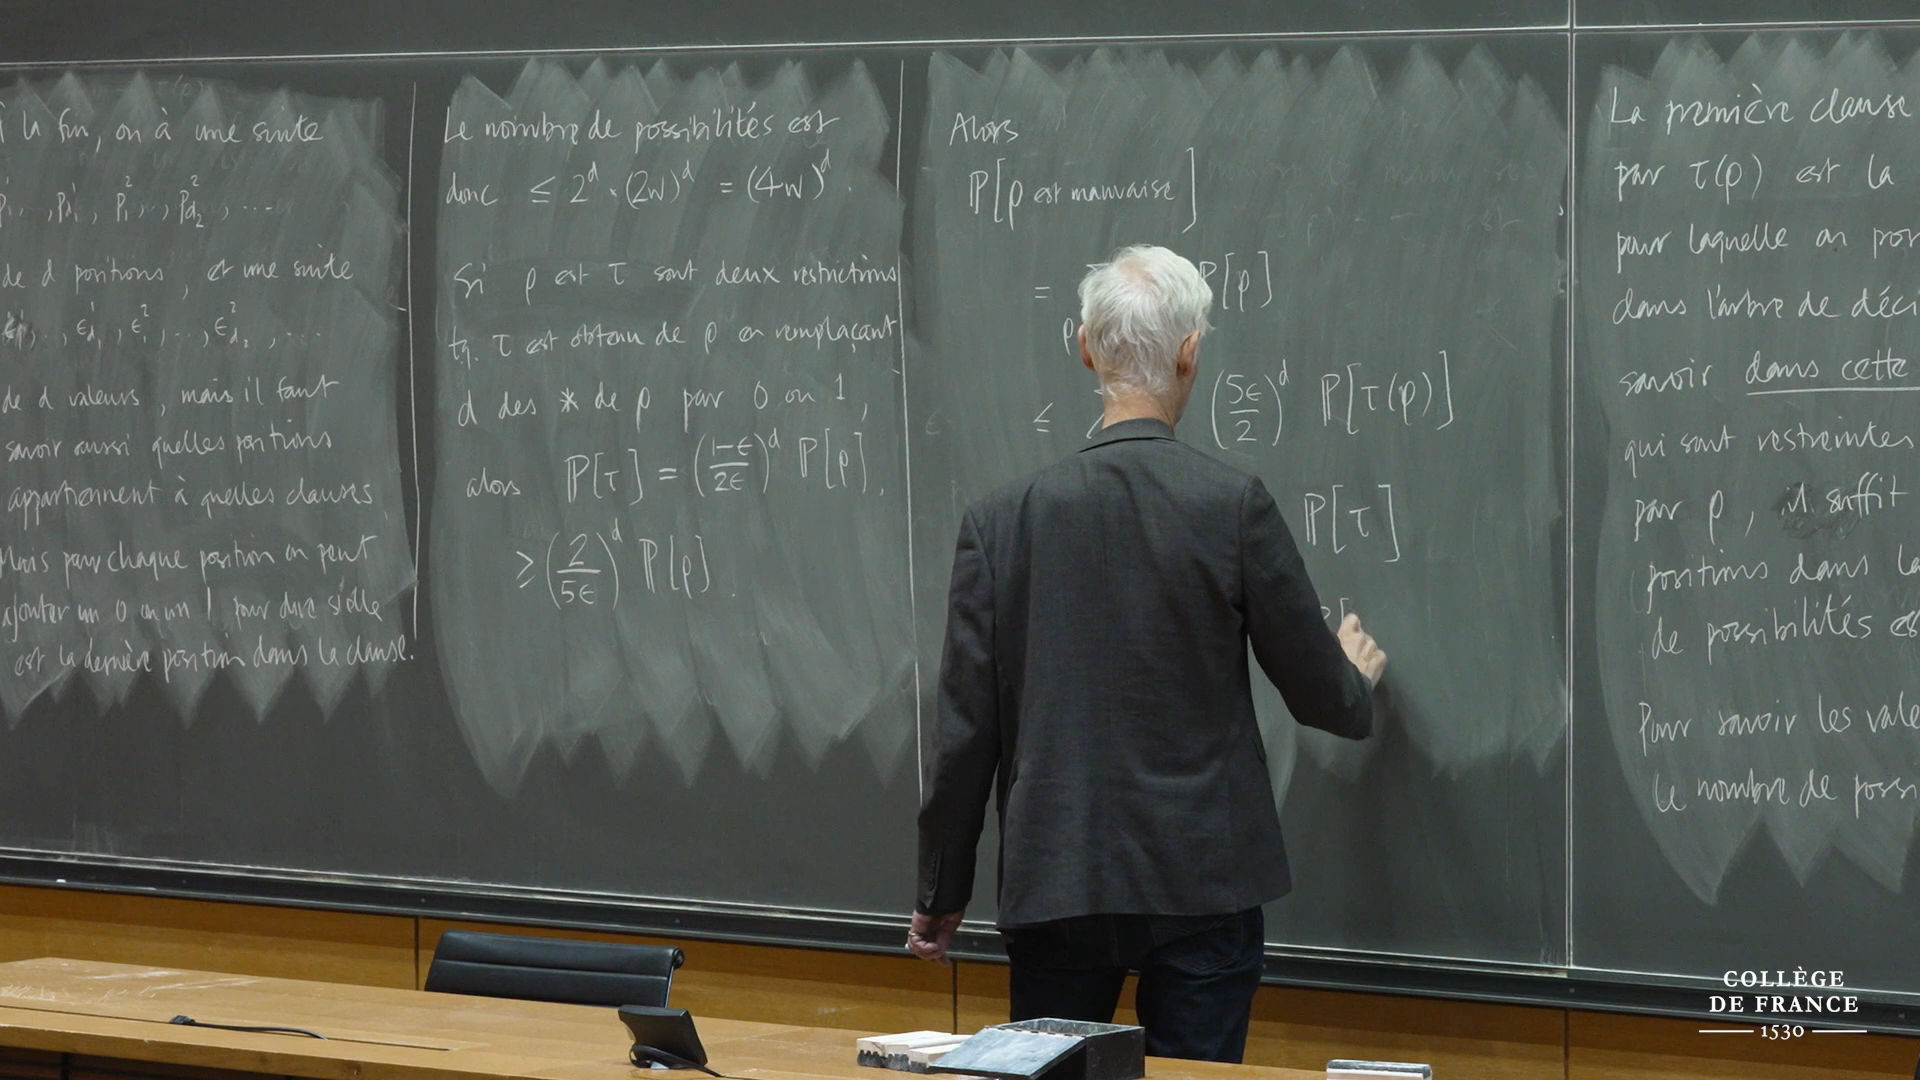 à la fin, on à une suite
de d positions, et une suite
de d valeurs, mais il faut
savoir aussi quelles positions
appartiennent à quelles clauses.
Mais pour chaque position on peut
ajouter un 0 ou un 1 pour dire si elle
est la dernière position dans la clause.
Le nombre de possibilités est
donc ≤ 2^d . (2w)^d = (4w)^d.
Si ρ est τ sont deux restrictions
tq. τ est obtenu de ρ en remplaçant
d des * de ρ par 0 ou 1,
alors ℙ[τ] = ((1-ε)/(2ε))^d ℙ[ρ].
≥ (2/(5ε))^d ℙ[ρ].
Alors
ℙ[ρ est mauvaise]
= ℙ[ρ]
ρ
≤ (5ε/2)^d ℙ[τ(ρ)]
ℙ[τ]
La première clause
par τ(ρ) est la
pour laquelle on
dans l'arbre de déci
savoir dans cette
qui sont restreintes
par ρ, il suffit
positions dans la
de possibilités
Pour savoir les vale
le nombre de possi
COLLÈGE
DE FRANCE
1530